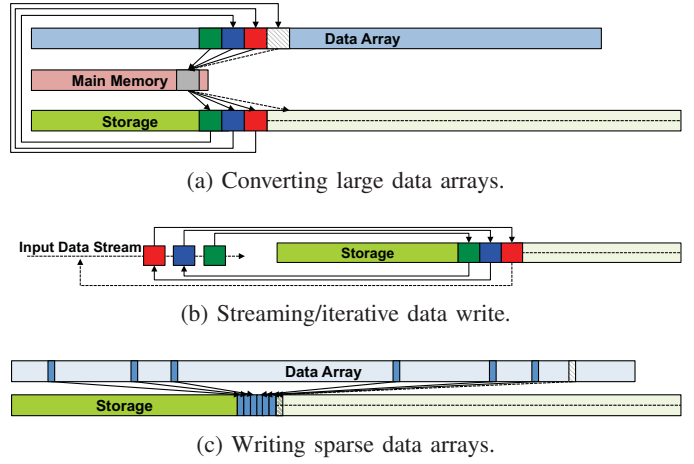 Data Array
Main Memory
Storage
(a) Converting large data arrays.
Input Data Stream
Storage
(b) Streaming/iterative data write.
Data Array
Storage
(c) Writing sparse data arrays.